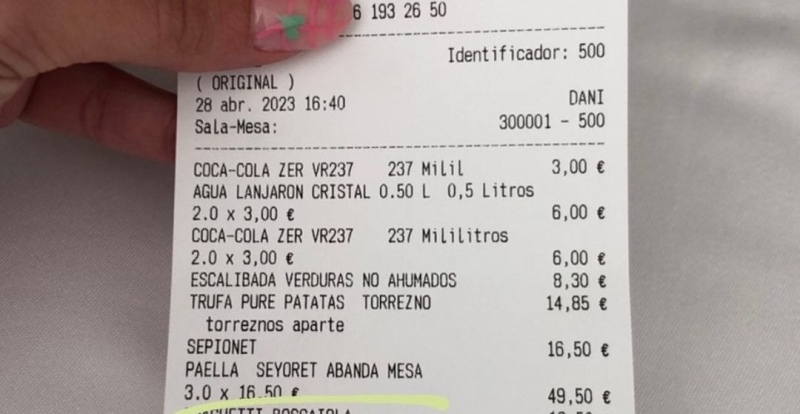 6 193 26 50
Identificador: 500
( ORIGINAL )
28 abr. 2023 16:40 DANI
Sala-Mesa: 300001 - 500
COCA-COLA ZER VR237 237 Milil 3,00 €
AGUA LANJARON CRISTAL 0.50 L 0,5 Litros
2.0 x 3,00 € 6,00 €
COCA-COLA ZER VR237 237 Mililitros
2.0 x 3,00 € 6,00 €
ESCALIBADA VERDURAS NO AHUMADOS 8,30 €
TRUFA PURE PATATAS TORREZNO 14,85 €
torreznos aparte
SEPIONET 16,50 €
PAELLA SEYORET ABANDA MESA
3.0 x 16.50 € 49,50 €